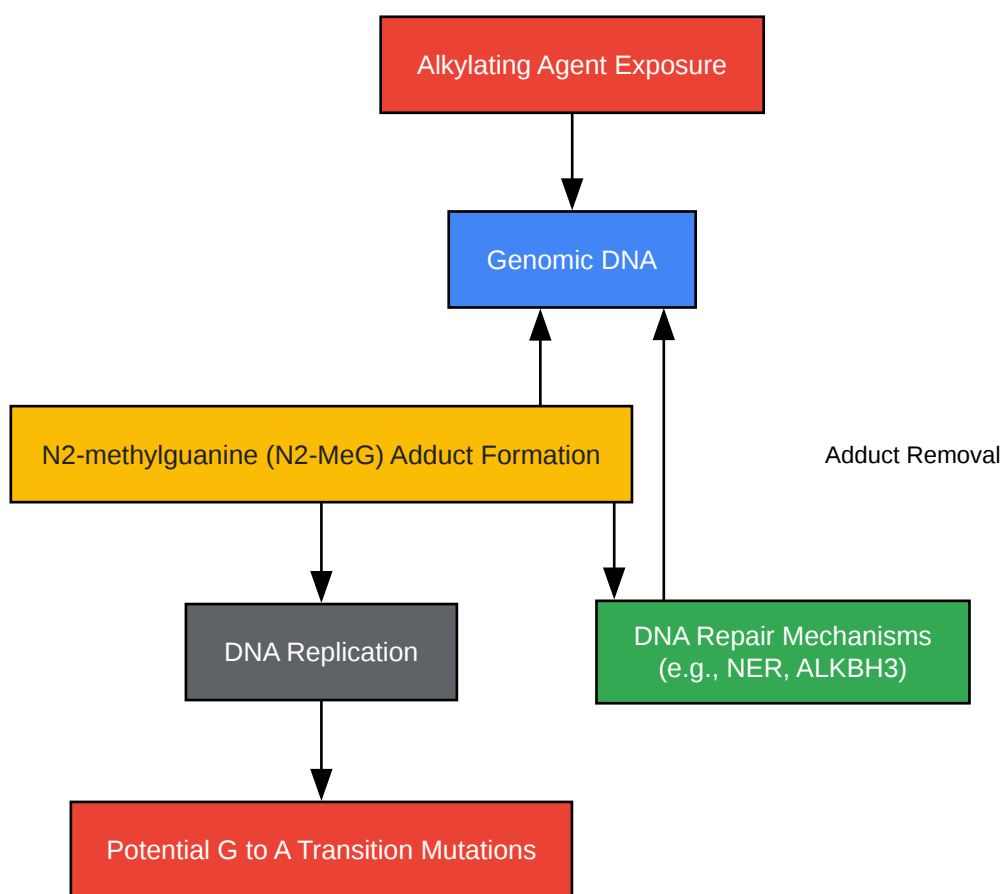 Alkylating Agent Exposure
Genomic DNA
N2-methylguanine (N2-MeG) Adduct Formation
Adduct Removal
DNA Replication
DNA Repair Mechanisms
(e.g., NER, ALKBH3)
Potential G to A Transition Mutations